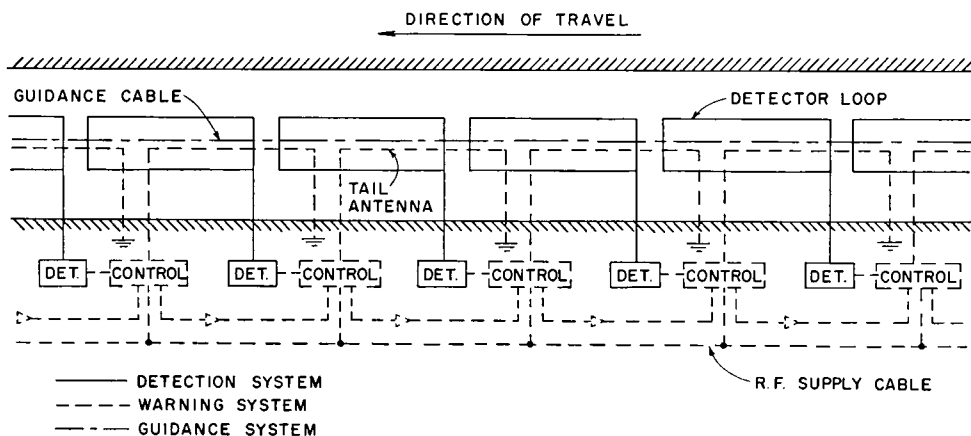 DIRECTION OF TRAVEL
GUIDANCE CABLE
DETECTOR LOOP
TAIL
ANTENNA
DET. CONTROL DET. CONTROL DET. CONTROL DET. CONTROL DET. CONTROL
R.F. SUPPLY CABLE
DETECTION SYSTEM
WARNING SYSTEM
GUIDANCE SYSTEM